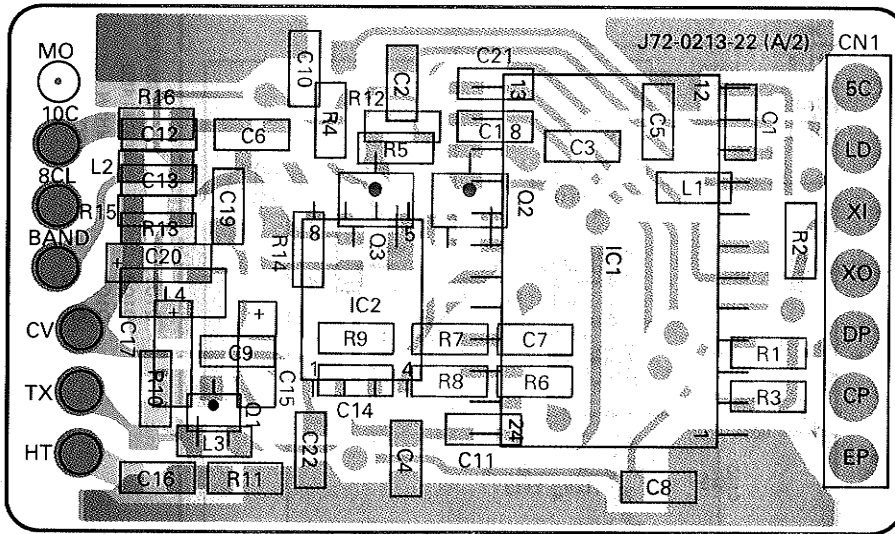 MO
J72-0213-22 (A/2)
CN1
C10
C2
C21
13
12
5C
10C
R16
C12
C6
R4
R12
R5
C18
C3
C5
C1
LD
8CL
L2
C13
L1
R15
R13
C19
8
Q3
5
Q2
XI
R2
BAND
C20
R14
IC2
IC1
XO
L4
+
+
+
CV
C17
C9
R9
R7
C7
DP
R1
TX
R10
C15
1
4
R8
R6
R3
CP
Q1
C14
HT
L3
C22
C4
C11
24
1
EP
C16
R11
C8